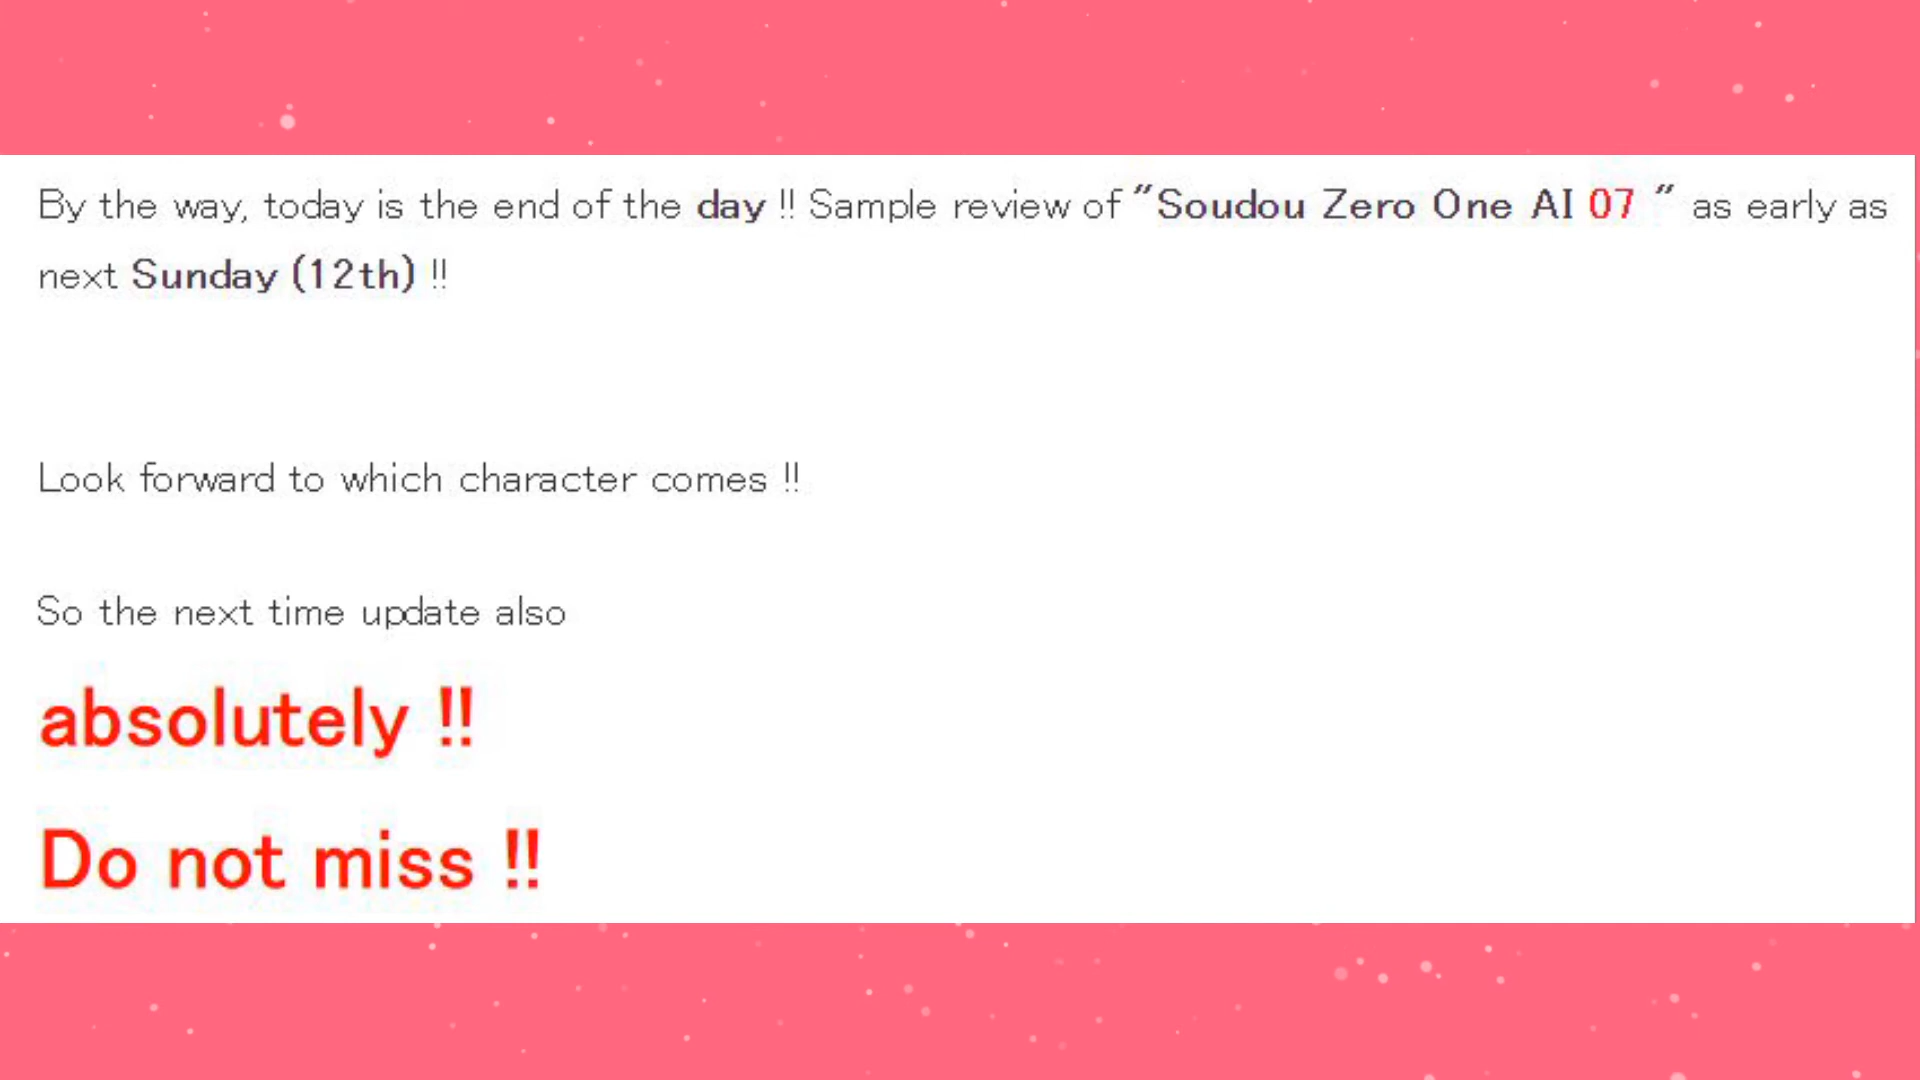 By the way, today is the end of the day !! Sample review of "Soudou Zero One AI 07 " as early as
next Sunday (12th) !!
Look forward to which character comes !!
So the next time update also
absolutely !!
Do not miss !!